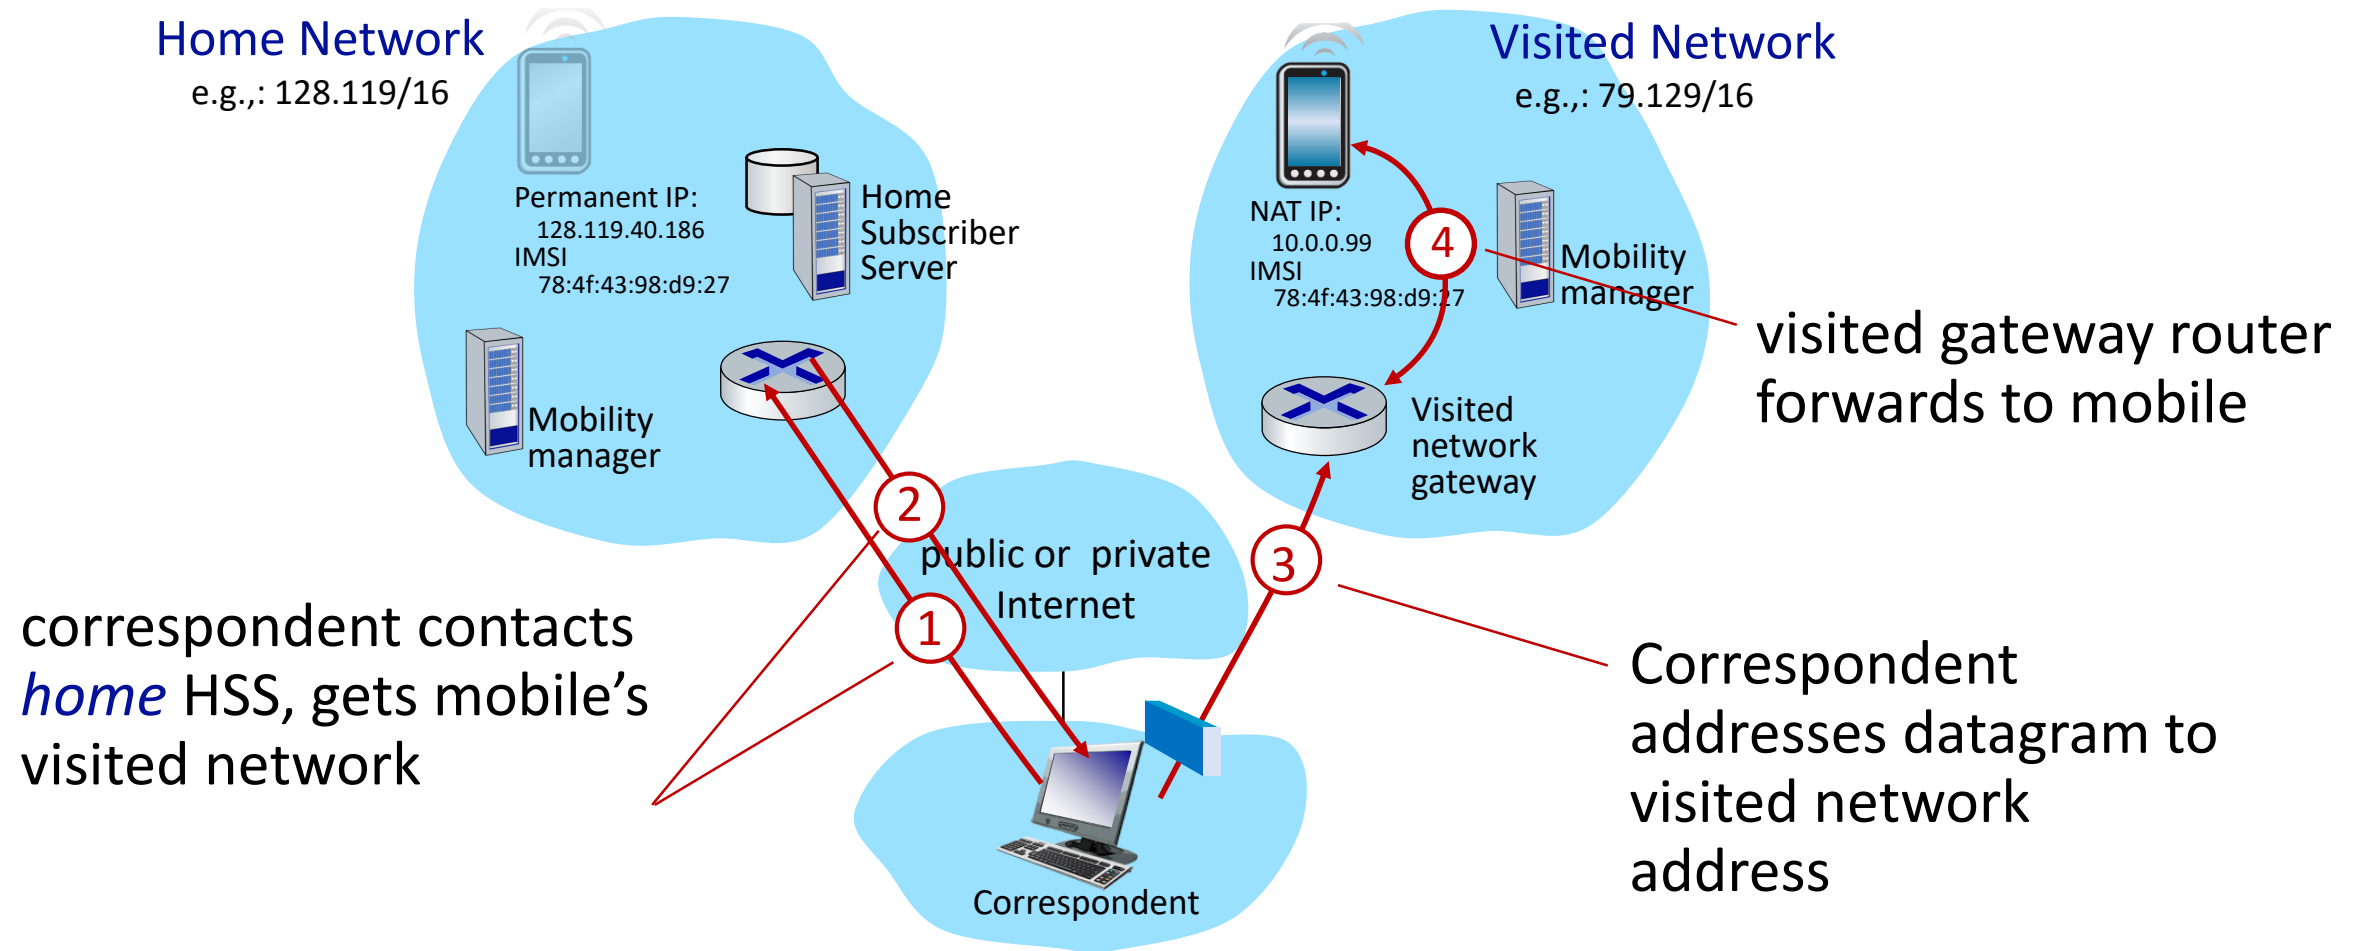 Home Network
e.g.,: 128.119/16
Visited Network
e.g.,: 79.129/16
Permanent IP:
128.119.40.186
IMSI
78:4f:43:98:d9:27
Home
Subscriber
Server
NAT IP:
10.0.0.99
IMSI
78:4f:43:98:d9:27
4
Mobility
manager
visited gateway router
forwards to mobile
Mobility
manager
Visited
network
gateway
2
public or  private
Internet
3
1
correspondent contacts
home HSS, gets mobile’s
visited network
Correspondent
addresses datagram to
visited network
address
Correspondent